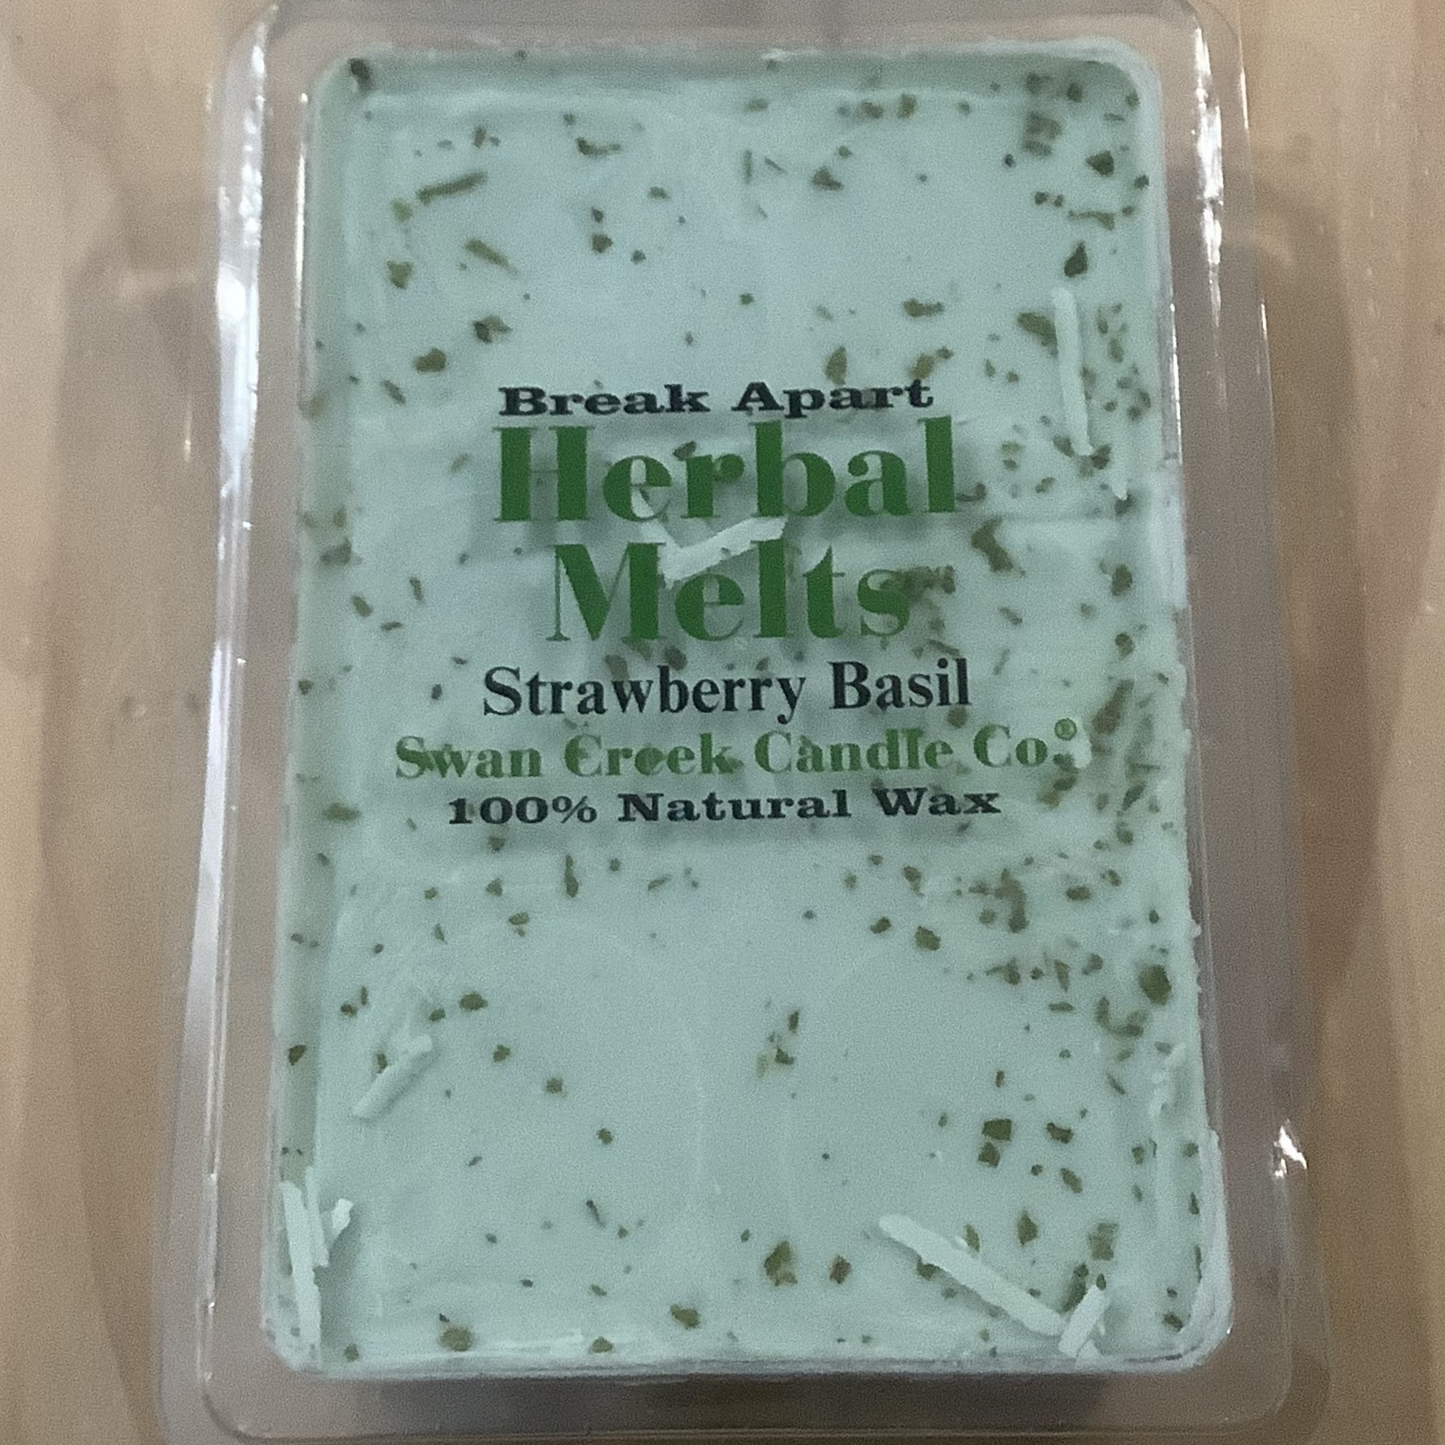 Break Apart
Herbal
Melts
Strawberry Basil
Swan Creek Candle Co.®
100% Natural Wax